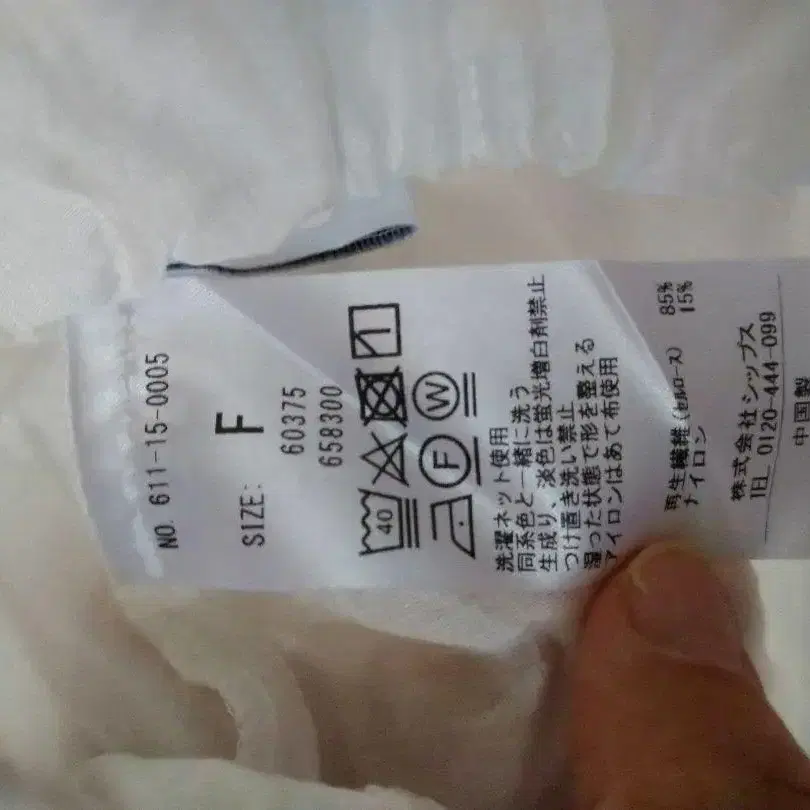 NO. 611-15-0005
SIZE: F
60375
658300
40
F W
洗濯ネット使用
同系色と一緒に洗う
生成り、淡色は蛍光増白剤禁止
つけ置き洗い禁止
湿った状態で形を整える
アイロンはあて布使用
再生繊維(セルロース) 85%
ナイロン 15%
株式会社シップス
TEL 0120-444-099
中国製